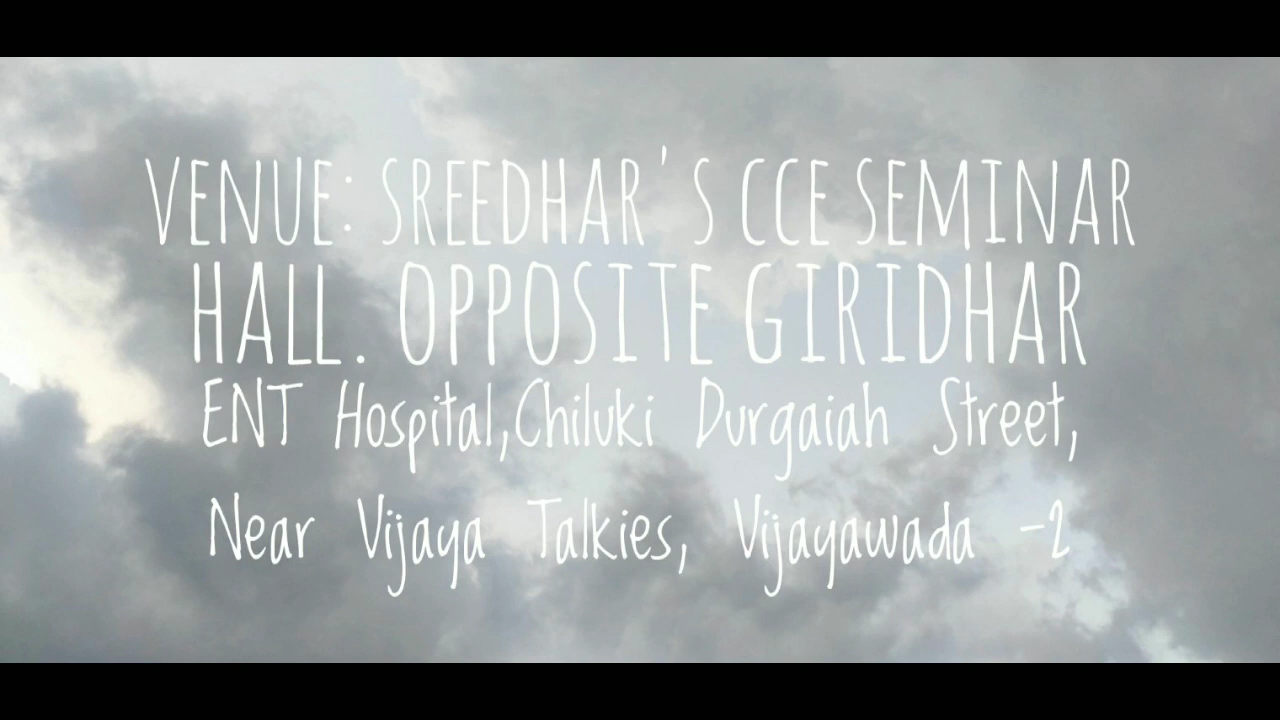 VENUE: SREEDHAR'S CCE SEMINAR
HALL. OPPOSITE GIRIDHAR
ENT Hospital,Chiluki Durgaiah Street,
Near Vijaya Talkies, Vijayawada -2